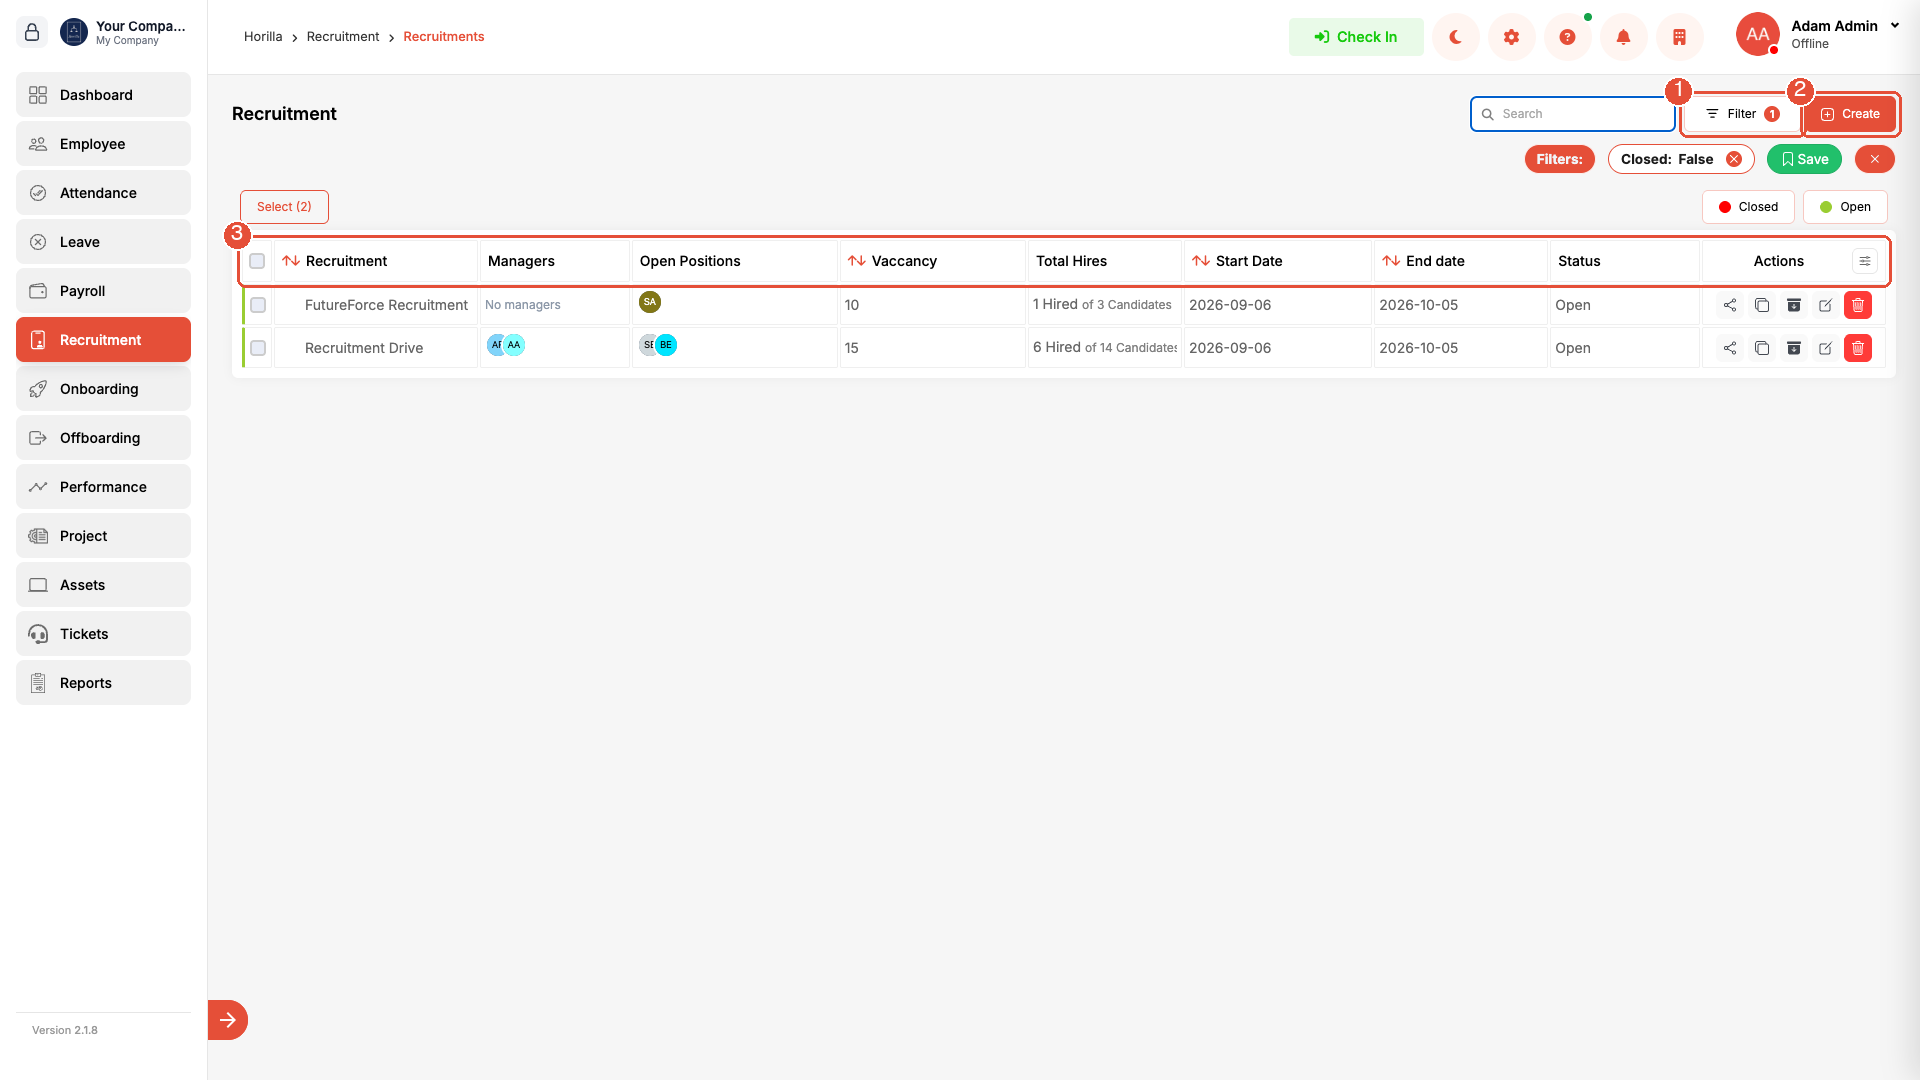 Your Compa...
My Company
Horilla > Recruitment > Recruitments
Check In
AA
Adam Admin
Offline
Dashboard
Employee
Attendance
Leave
Payroll
Recruitment
Onboarding
Offboarding
Performance
Project
Assets
Tickets
Reports
Version 2.1.8
Recruitment
Search
1
Filter 1
2
Create
Filters:
Closed: False
Save
Select (2)
Closed
Open
3
Recruitment Managers Open Positions Vaccancy Total Hires Start Date End date Status Actions
FutureForce Recruitment No managers SA 10 1 Hired of 3 Candidates 2026-09-06 2026-10-05 Open
Recruitment Drive AA BE 15 6 Hired of 14 Candidates 2026-09-06 2026-10-05 Open